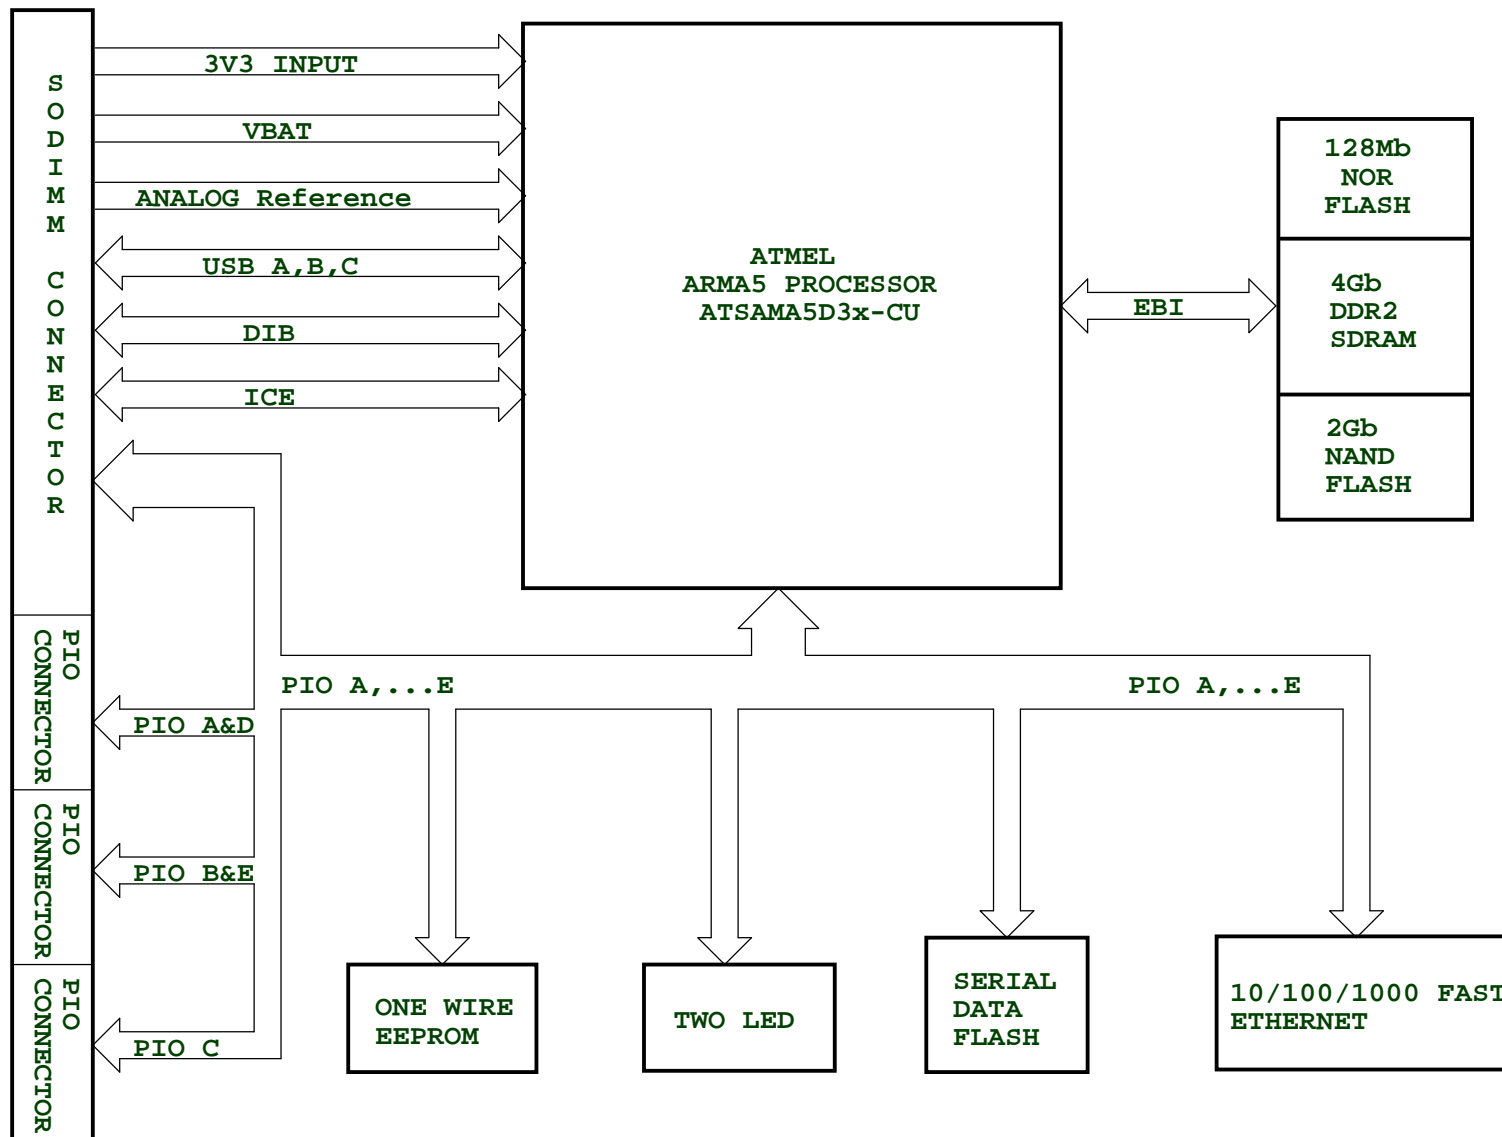 SODIMM CONNECTOR
3V3 INPUT
VBAT
ANALOG Reference
USB A,B,C
DIB
ICE
ATMEL
ARMA5 PROCESSOR
ATSAMA5D3x-CU
EBI
128Mb
NOR
FLASH
4Gb
DDR2
SDRAM
2Gb
NAND
FLASH
PIO
CONNECTOR
PIO A&D
PIO
CONNECTOR
PIO B&E
PIO
CONNECTOR
PIO C
PIO A,...E
PIO A,...E
ONE WIRE
EEPROM
TWO LED
SERIAL
DATA
FLASH
10/100/1000 FAST
ETHERNET